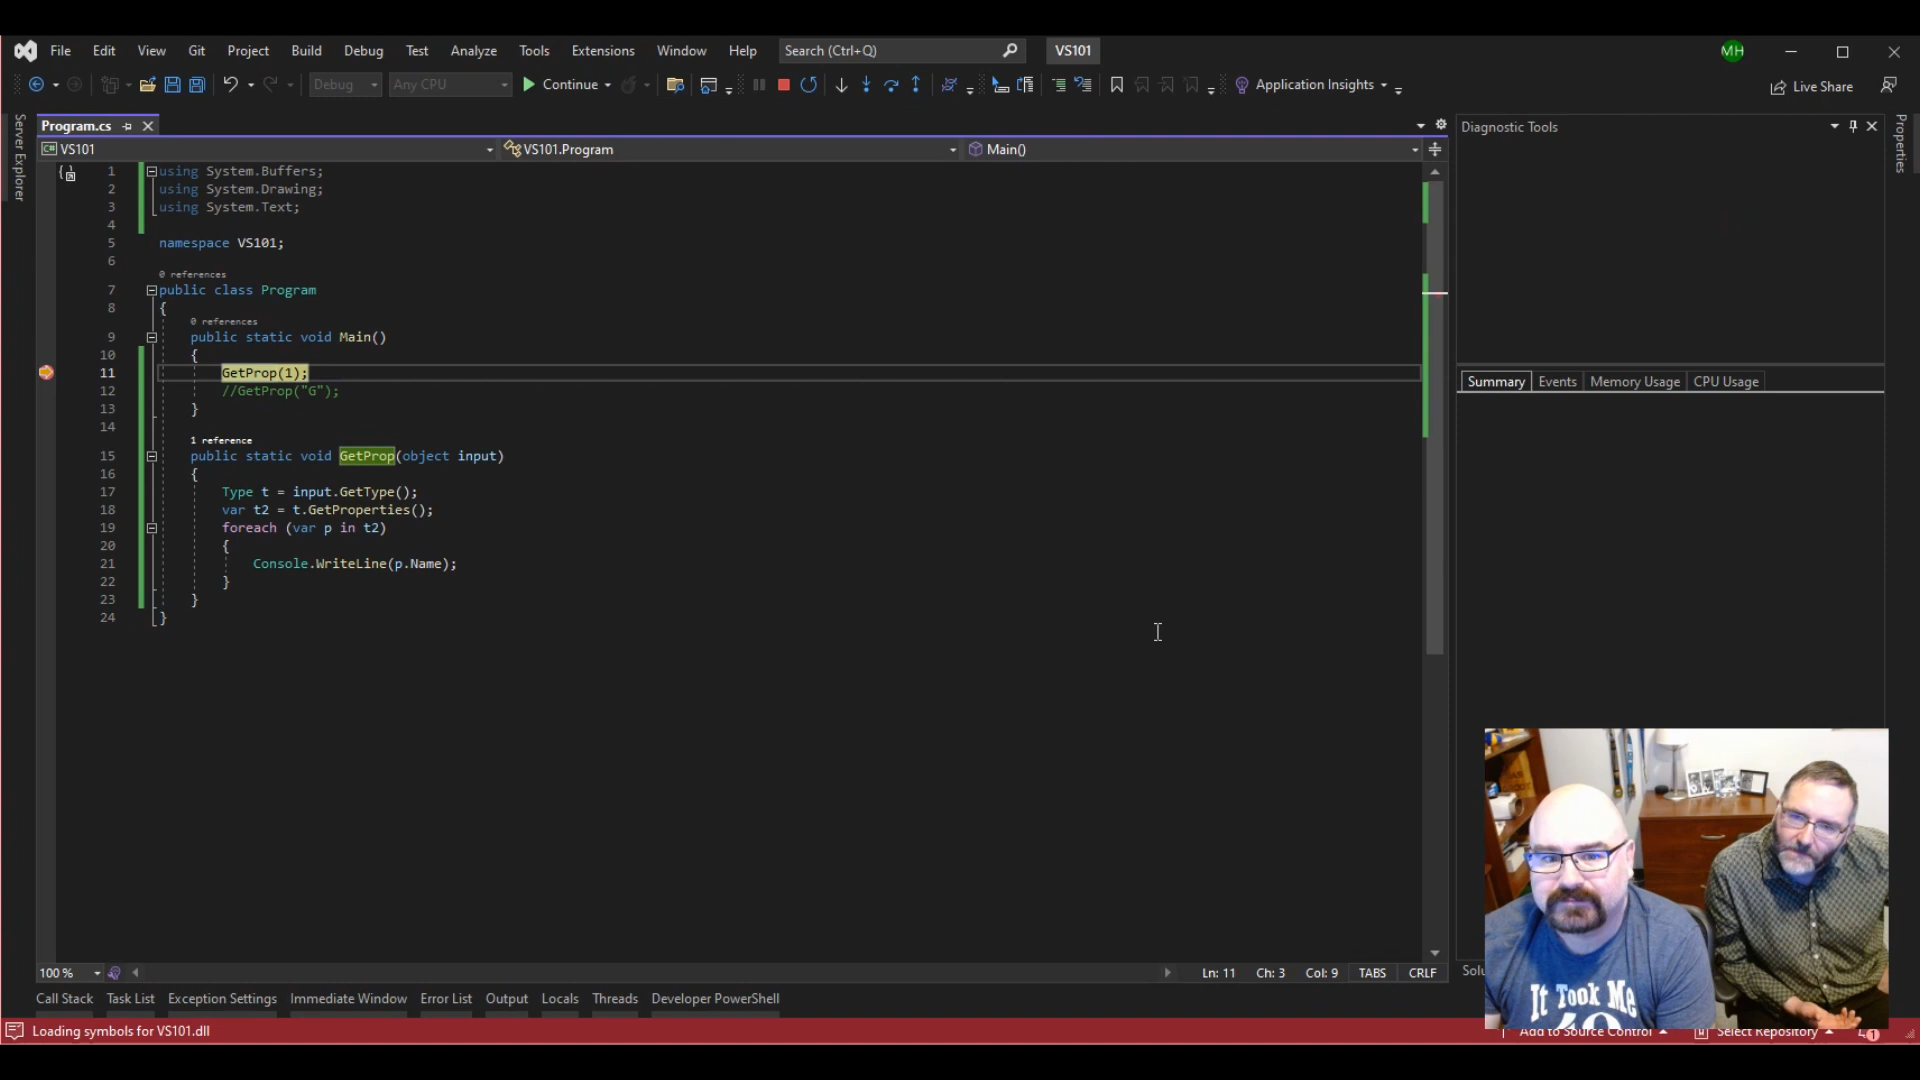 File Edit View Git Project Build Debug Test Analyze Tools Extensions Window Help Search (Ctrl+Q) VS101 MH
Debug Any CPU Continue Application Insights Live Share
Server Explorer
Program.cs
Diagnostic Tools
Properties
VS101 VS101.Program Main()
1 using System.Buffers;
2 using System.Drawing;
3 using System.Text;
4
5 namespace VS101;
6
0 references
7 public class Program
8 {
0 references
9 public static void Main()
10 {
11 GetProp(1);
12 //GetProp("G");
13 }
14
1 reference
15 public static void GetProp(object input)
16 {
17 Type t = input.GetType();
18 var t2 = t.GetProperties();
19 foreach (var p in t2)
20 {
21 Console.WriteLine(p.Name);
22 }
23 }
24 }
Summary Events Memory Usage CPU Usage
It Took Me
100 % Ln: 11 Ch: 3 Col: 9 TABS CRLF
Call Stack Task List Exception Settings Immediate Window Error List Output Locals Threads Developer PowerShell
Loading symbols for VS101.dll Add to Source Control Select Repository 1